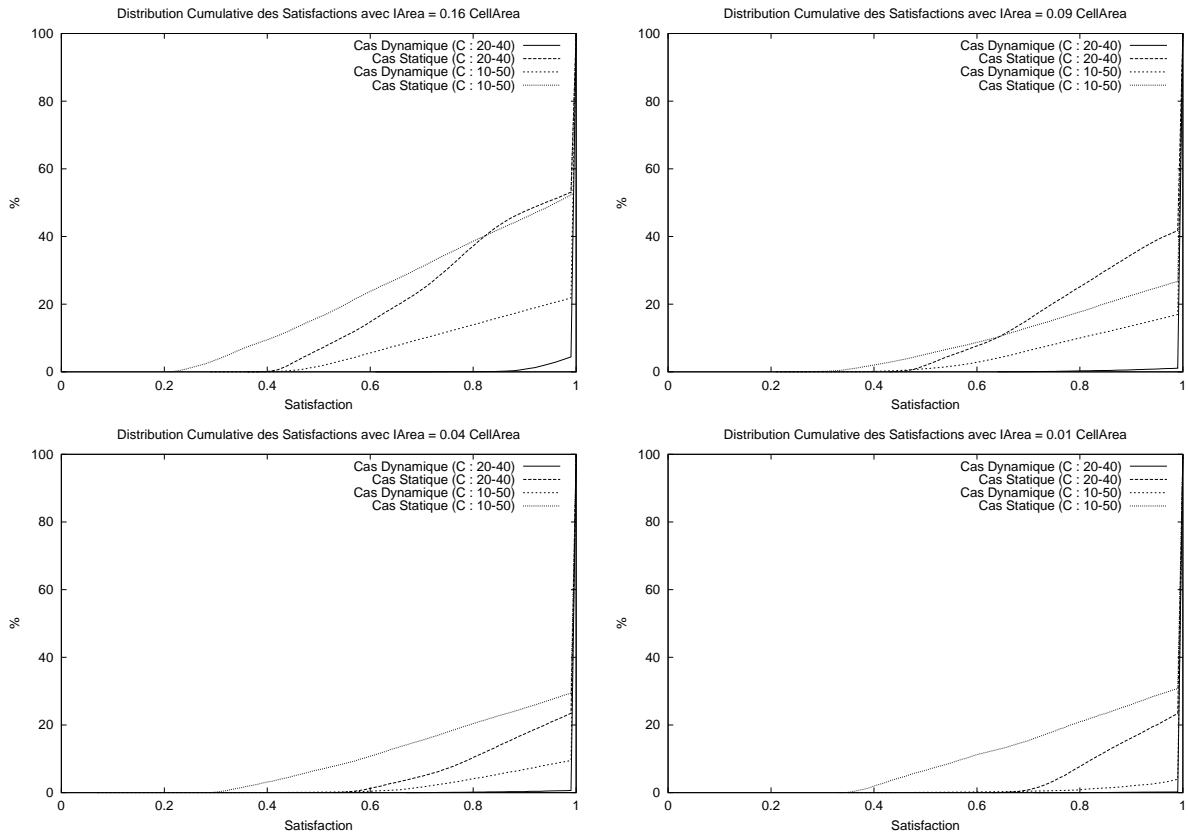 Distribution Cumulative des Satisfactions avec IArea = 0.16 CellArea
100
80
60
40
20
0
%
0
0.2
0.4
0.6
0.8
1
Satisfaction
Cas Dynamique (C : 20-40)
Cas Statique (C : 20-40)
Cas Dynamique (C : 10-50)
Cas Statique (C : 10-50)
Distribution Cumulative des Satisfactions avec IArea = 0.09 CellArea
100
80
60
40
20
0
%
0
0.2
0.4
0.6
0.8
1
Satisfaction
Cas Dynamique (C : 20-40)
Cas Statique (C : 20-40)
Cas Dynamique (C : 10-50)
Cas Statique (C : 10-50)
Distribution Cumulative des Satisfactions avec IArea = 0.04 CellArea
100
80
60
40
20
0
%
0
0.2
0.4
0.6
0.8
1
Satisfaction
Cas Dynamique (C : 20-40)
Cas Statique (C : 20-40)
Cas Dynamique (C : 10-50)
Cas Statique (C : 10-50)
Distribution Cumulative des Satisfactions avec IArea = 0.01 CellArea
100
80
60
40
20
0
%
0
0.2
0.4
0.6
0.8
1
Satisfaction
Cas Dynamique (C : 20-40)
Cas Statique (C : 20-40)
Cas Dynamique (C : 10-50)
Cas Statique (C : 10-50)